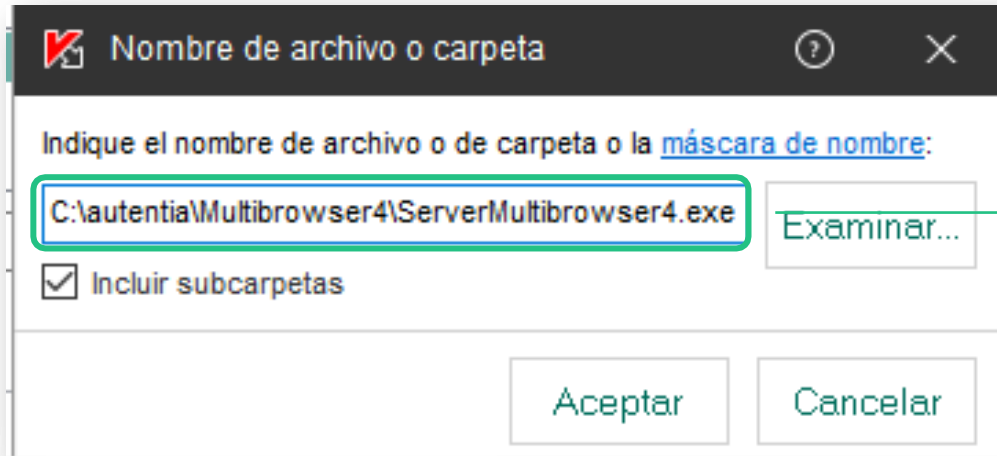 Nombre de archivo o carpeta
Indique el nombre de archivo o de carpeta o la máscara de nombre:
C:\autentia\Multibrowser4\ServerMultibrowser4.exe
Examinar...
Incluir subcarpetas
Aceptar
Cancelar